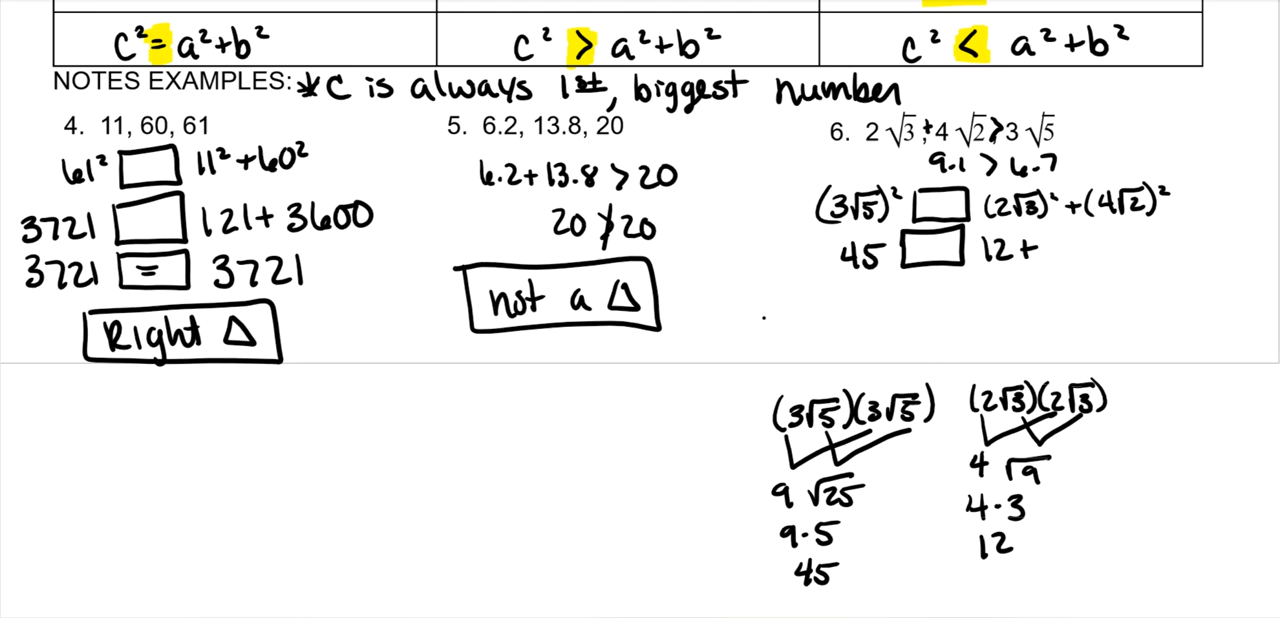 c² = a²+b²
c² > a²+b²
c² < a²+b²
NOTES EXAMPLES: *C is always 1st, biggest number
4. 11, 60, 61
61² □ 11²+60²
3721 □ 121+3600
3721 = 3721
Right △
5. 6.2, 13.8, 20
6.2+13.8>20
20 ≯ 20
not a △
6. 2√3+4√2>3√5
9.1 > 6.7
(3√5)² □ (2√3)²+(4√2)²
45 □ 12+
(3√5)(3√5)
9 √25
9·5
45
(2√3)(2√3)
4 √9
4·3
12